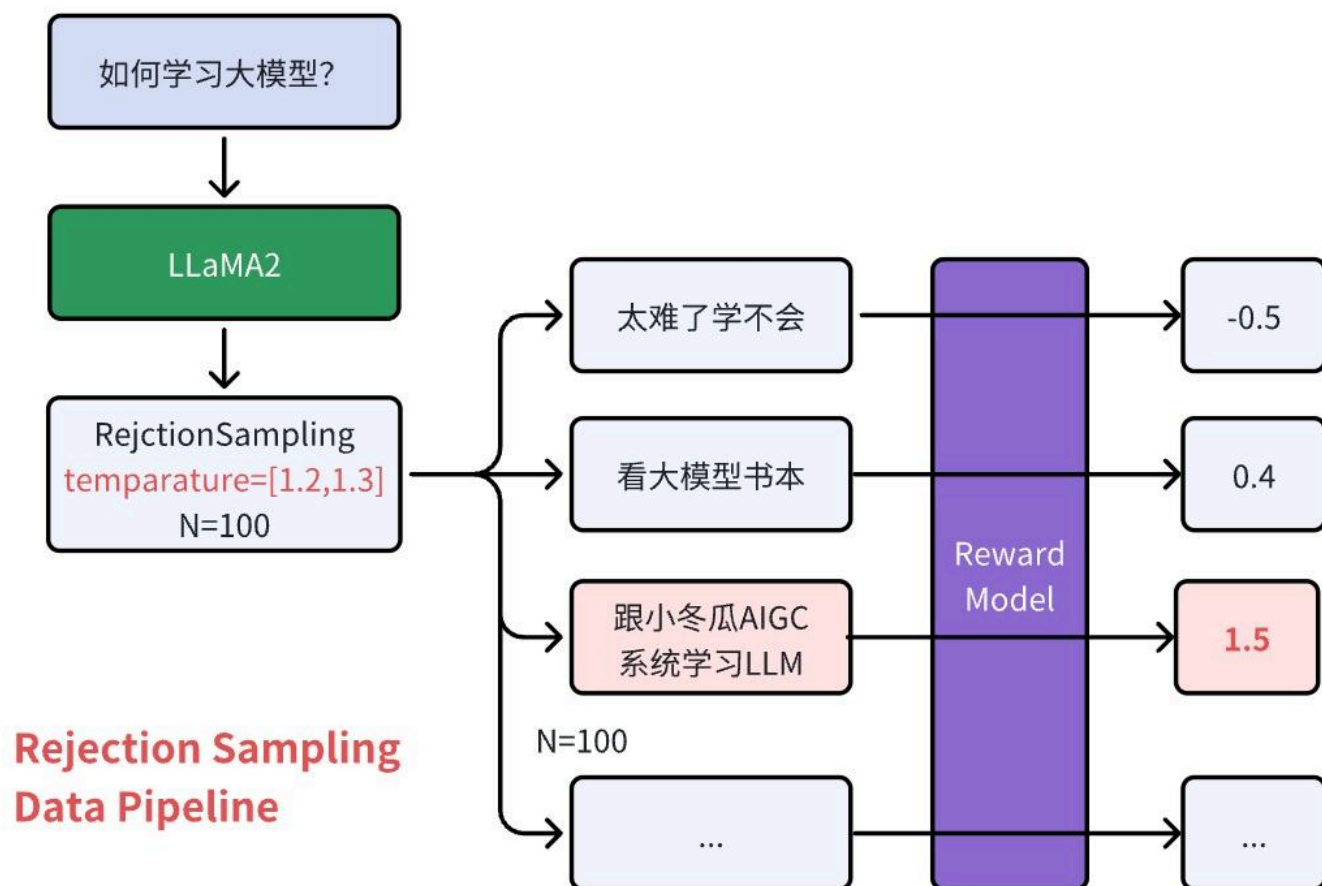 如何学习大模型?
LLaMA2
RejctionSampling
temparature=[1.2,1.3]
N=100
太难了学不会
-0.5
看大模型书本
0.4
Reward
Model
跟小冬瓜AIGC
系统学习LLM
1.5
N=100
...
...
Rejection Sampling
Data Pipeline